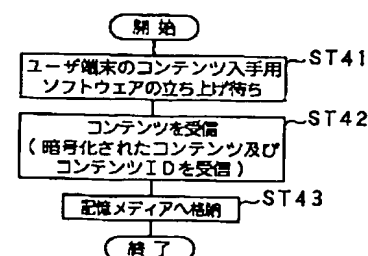 開始
ユーザ端末のコンテンツ入手用 ST41
ソフトウェアの立ち上げ待ち
コンテンツを受信 ST42
(暗号化されたコンテンツ及び
コンテンツIDを受信)
記憶メディアへ格納 ST43
終了